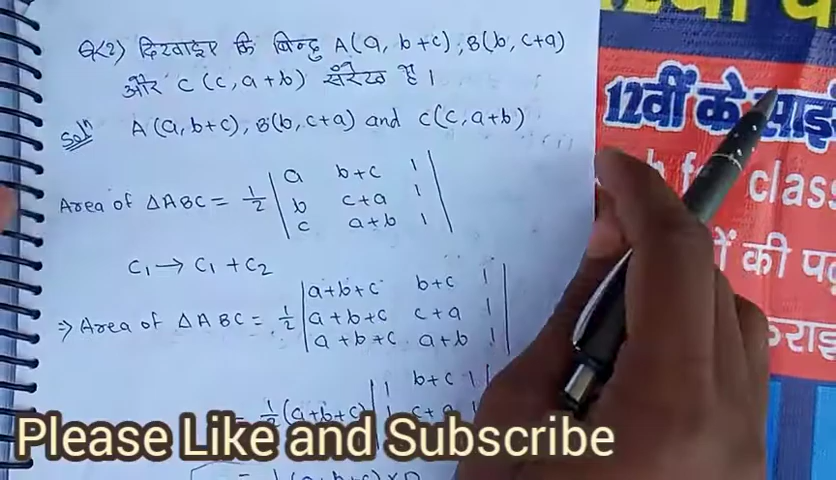 Q(2) दिखाइए कि बिन्दु A(a, b+c), B(b, c+a)
और C(c, a+b) संरेख है।
Solⁿ A(a,b+c), B(b,c+a) and C(c,a+b)
Area of ΔABC = 1/2 | a b+c 1
b c+a 1
c a+b 1 |
C₁ → C₁ + C₂
⇒ Area of ΔABC = 1/2 | a+b+c b+c 1
a+b+c c+a 1
a+b+c a+b 1 |
= 1/2 (a+b+c) | 1 b+c 1
12वीं के
class
की
Please Like and Subscribe